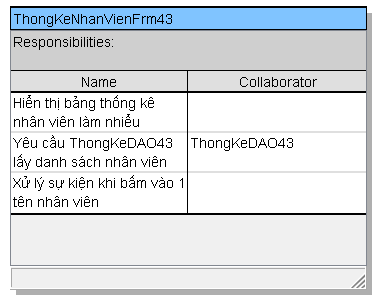 ThongKeNhanVienFrm43
Responsibilities:
Name Collaborator
Hiển thị bảng thống kê
nhân viên làm nhiều
Yêu cầu ThongKeDAO43 ThongKeDAO43
lấy danh sách nhân viên
Xử lý sự kiện khi bấm vào 1
tên nhân viên